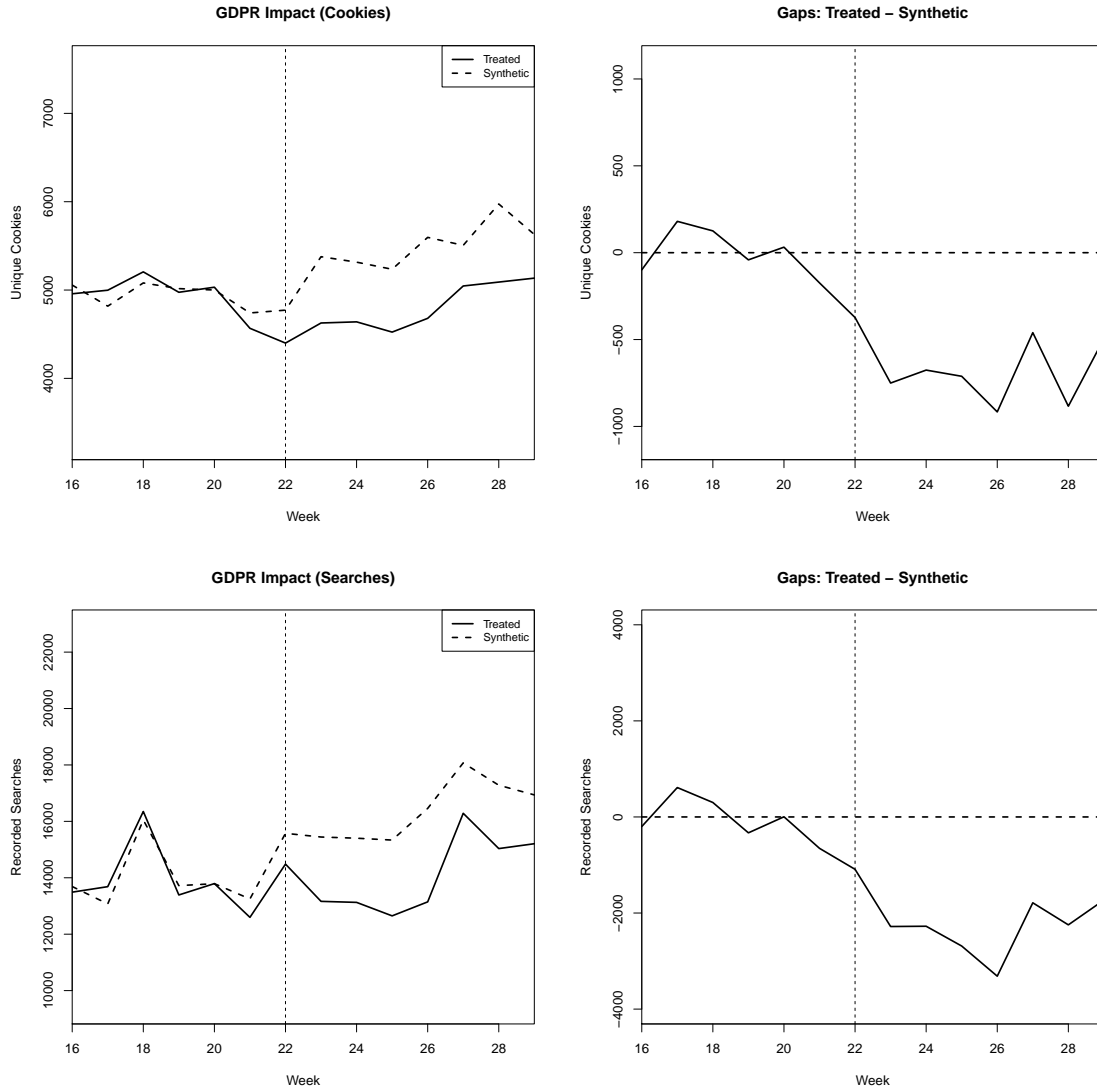 GDPR Impact (Cookies)
Unique Cookies
7000
6000
5000
4000
Treated
Synthetic
16 18 20 22 24 26 28
Week
Gaps: Treated − Synthetic
Unique Cookies
1000
500
0
−500
−1000
16 18 20 22 24 26 28
Week
GDPR Impact (Searches)
Recorded Searches
22000
20000
18000
16000
14000
12000
10000
Treated
Synthetic
16 18 20 22 24 26 28
Week
Gaps: Treated − Synthetic
Recorded Searches
4000
2000
0
−2000
−4000
16 18 20 22 24 26 28
Week